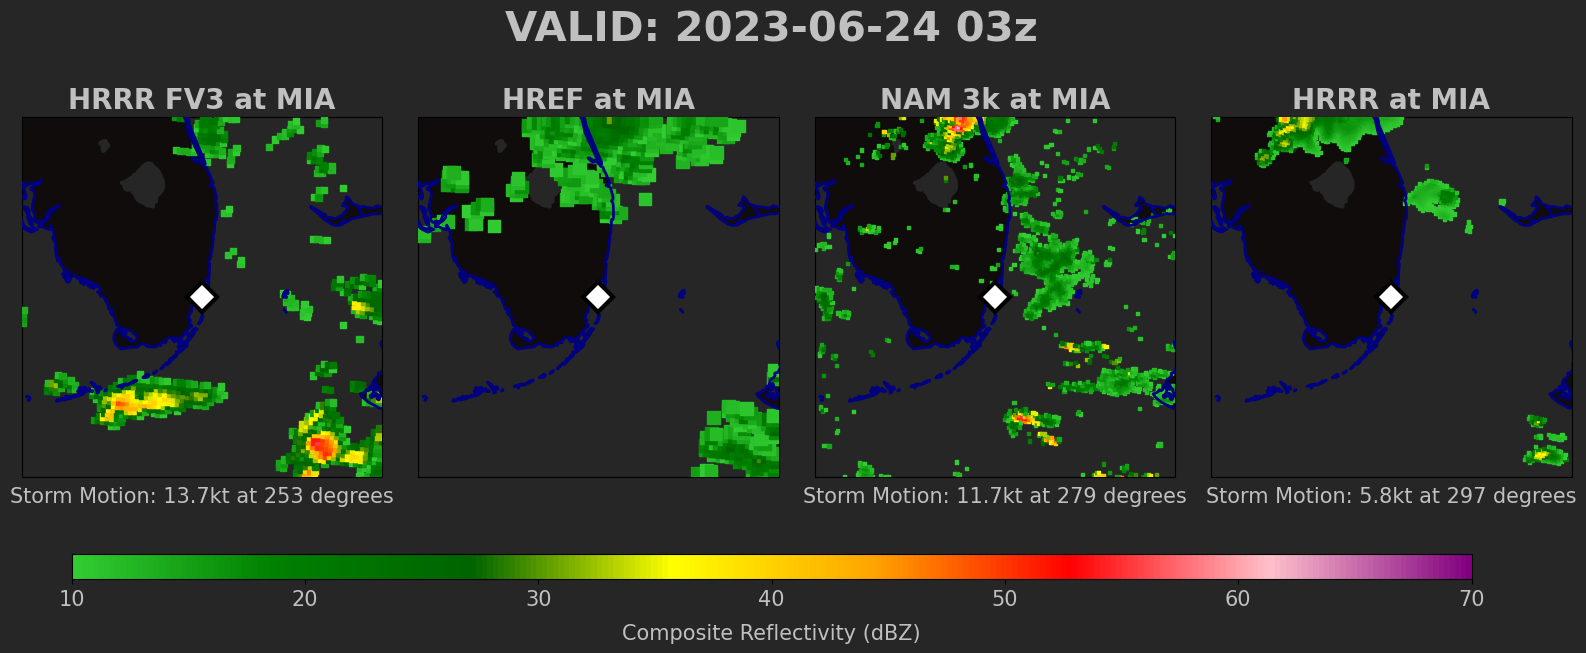 VALID: 2023-06-24 03z
HRRR FV3 at MIA
HREF at MIA
NAM 3k at MIA
HRRR at MIA
Storm Motion: 13.7kt at 253 degrees
Storm Motion: 11.7kt at 279 degrees
Storm Motion: 5.8kt at 297 degrees
10 20 30 40 50 60 70
Composite Reflectivity (dBZ)